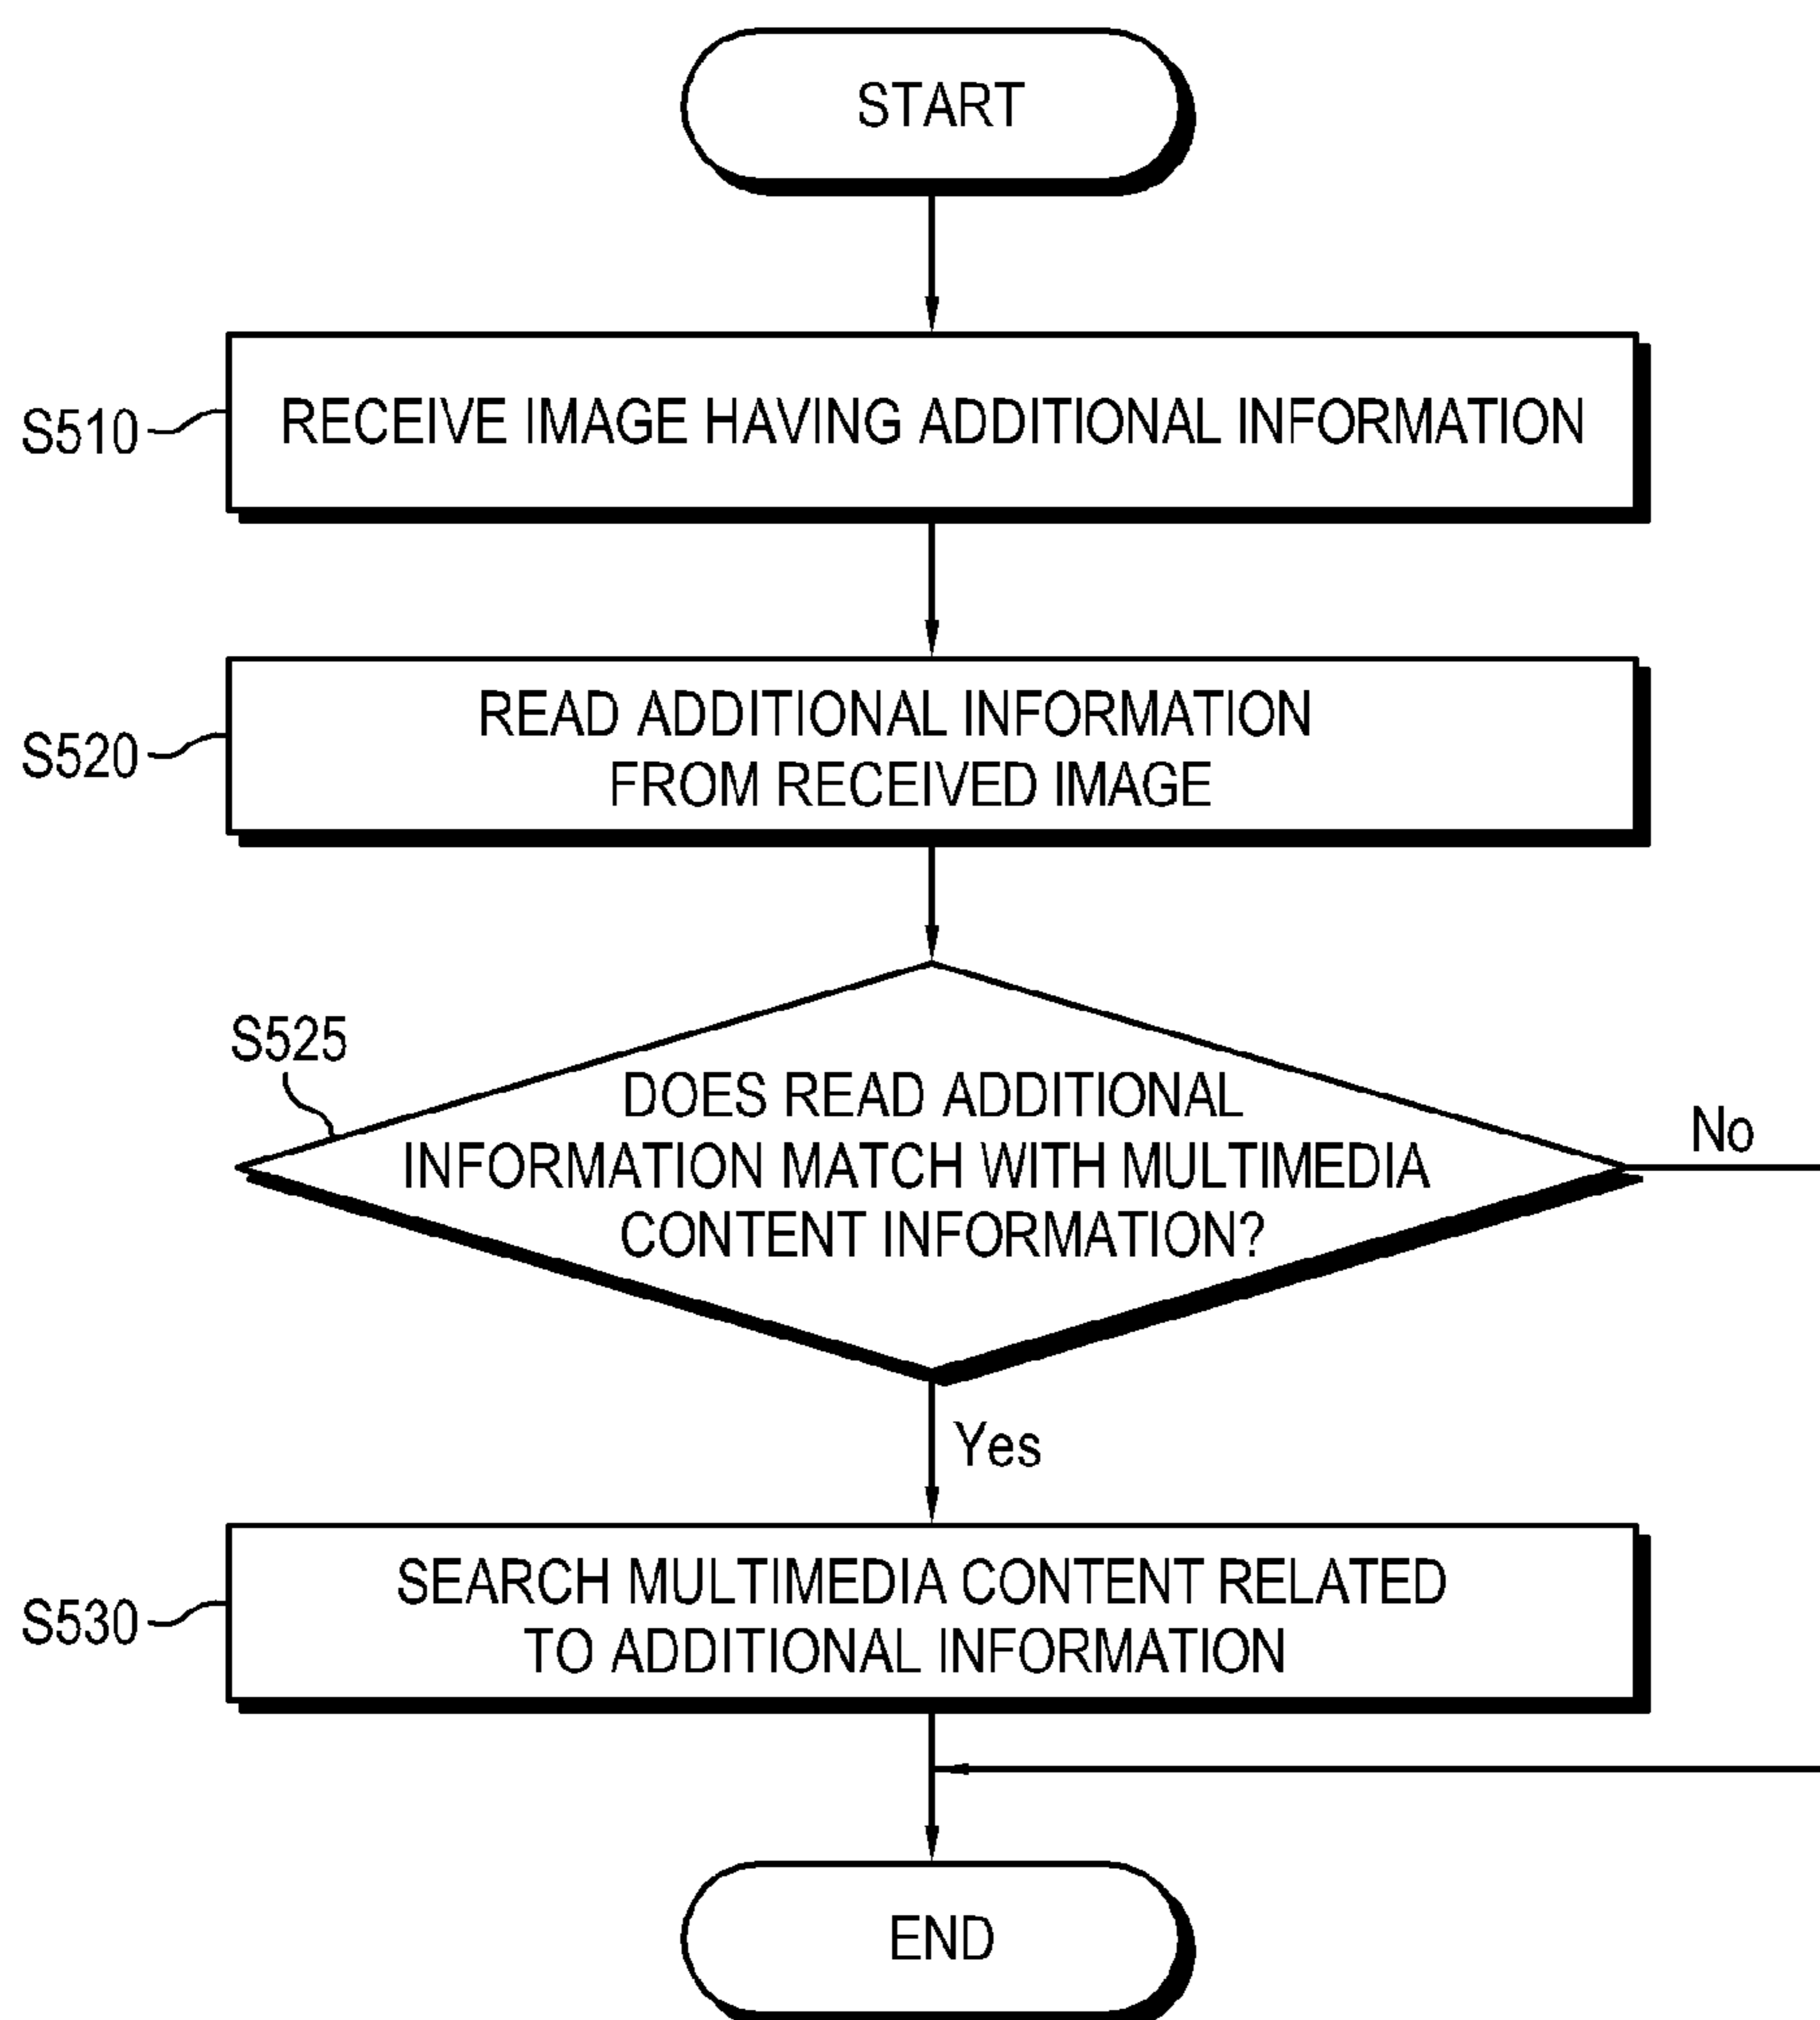 START
S510
RECEIVE IMAGE HAVING ADDITIONAL INFORMATION
S520
READ ADDITIONAL INFORMATION
FROM RECEIVED IMAGE
S525
DOES READ ADDITIONAL
INFORMATION MATCH WITH MULTIMEDIA
CONTENT INFORMATION?
No
Yes
S530
SEARCH MULTIMEDIA CONTENT RELATED
TO ADDITIONAL INFORMATION
END